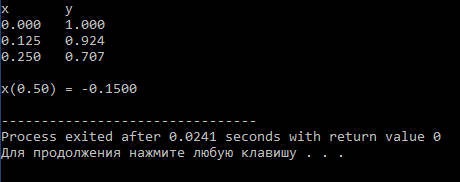 x y
0.000 1.000
0.125 0.924
0.250 0.707
x(0.50) = -0.1500
--------------------------------
Process exited after 0.0241 seconds with return value 0
Для продолжения нажмите любую клавишу . . .